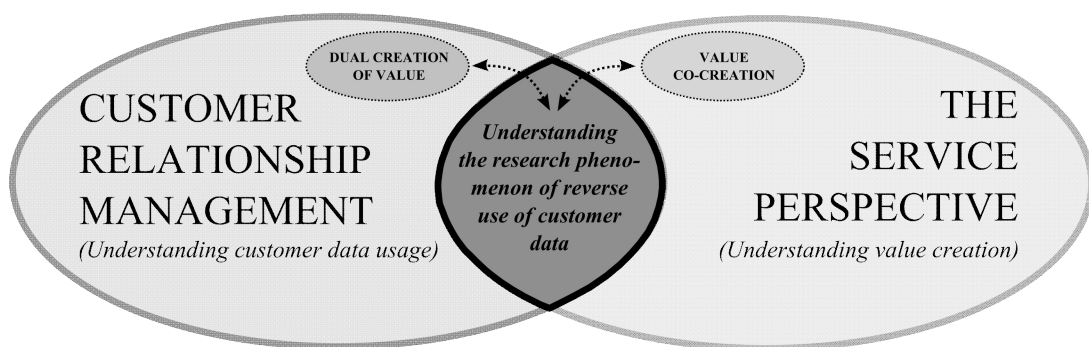 DUAL CREATION
OF VALUE
VALUE
CO-CREATION
CUSTOMER
RELATIONSHIP
MANAGEMENT
(Understanding customer data usage)
Understanding
the research pheno-
menon of reverse
use of customer
data
THE
SERVICE
PERSPECTIVE
(Understanding value creation)